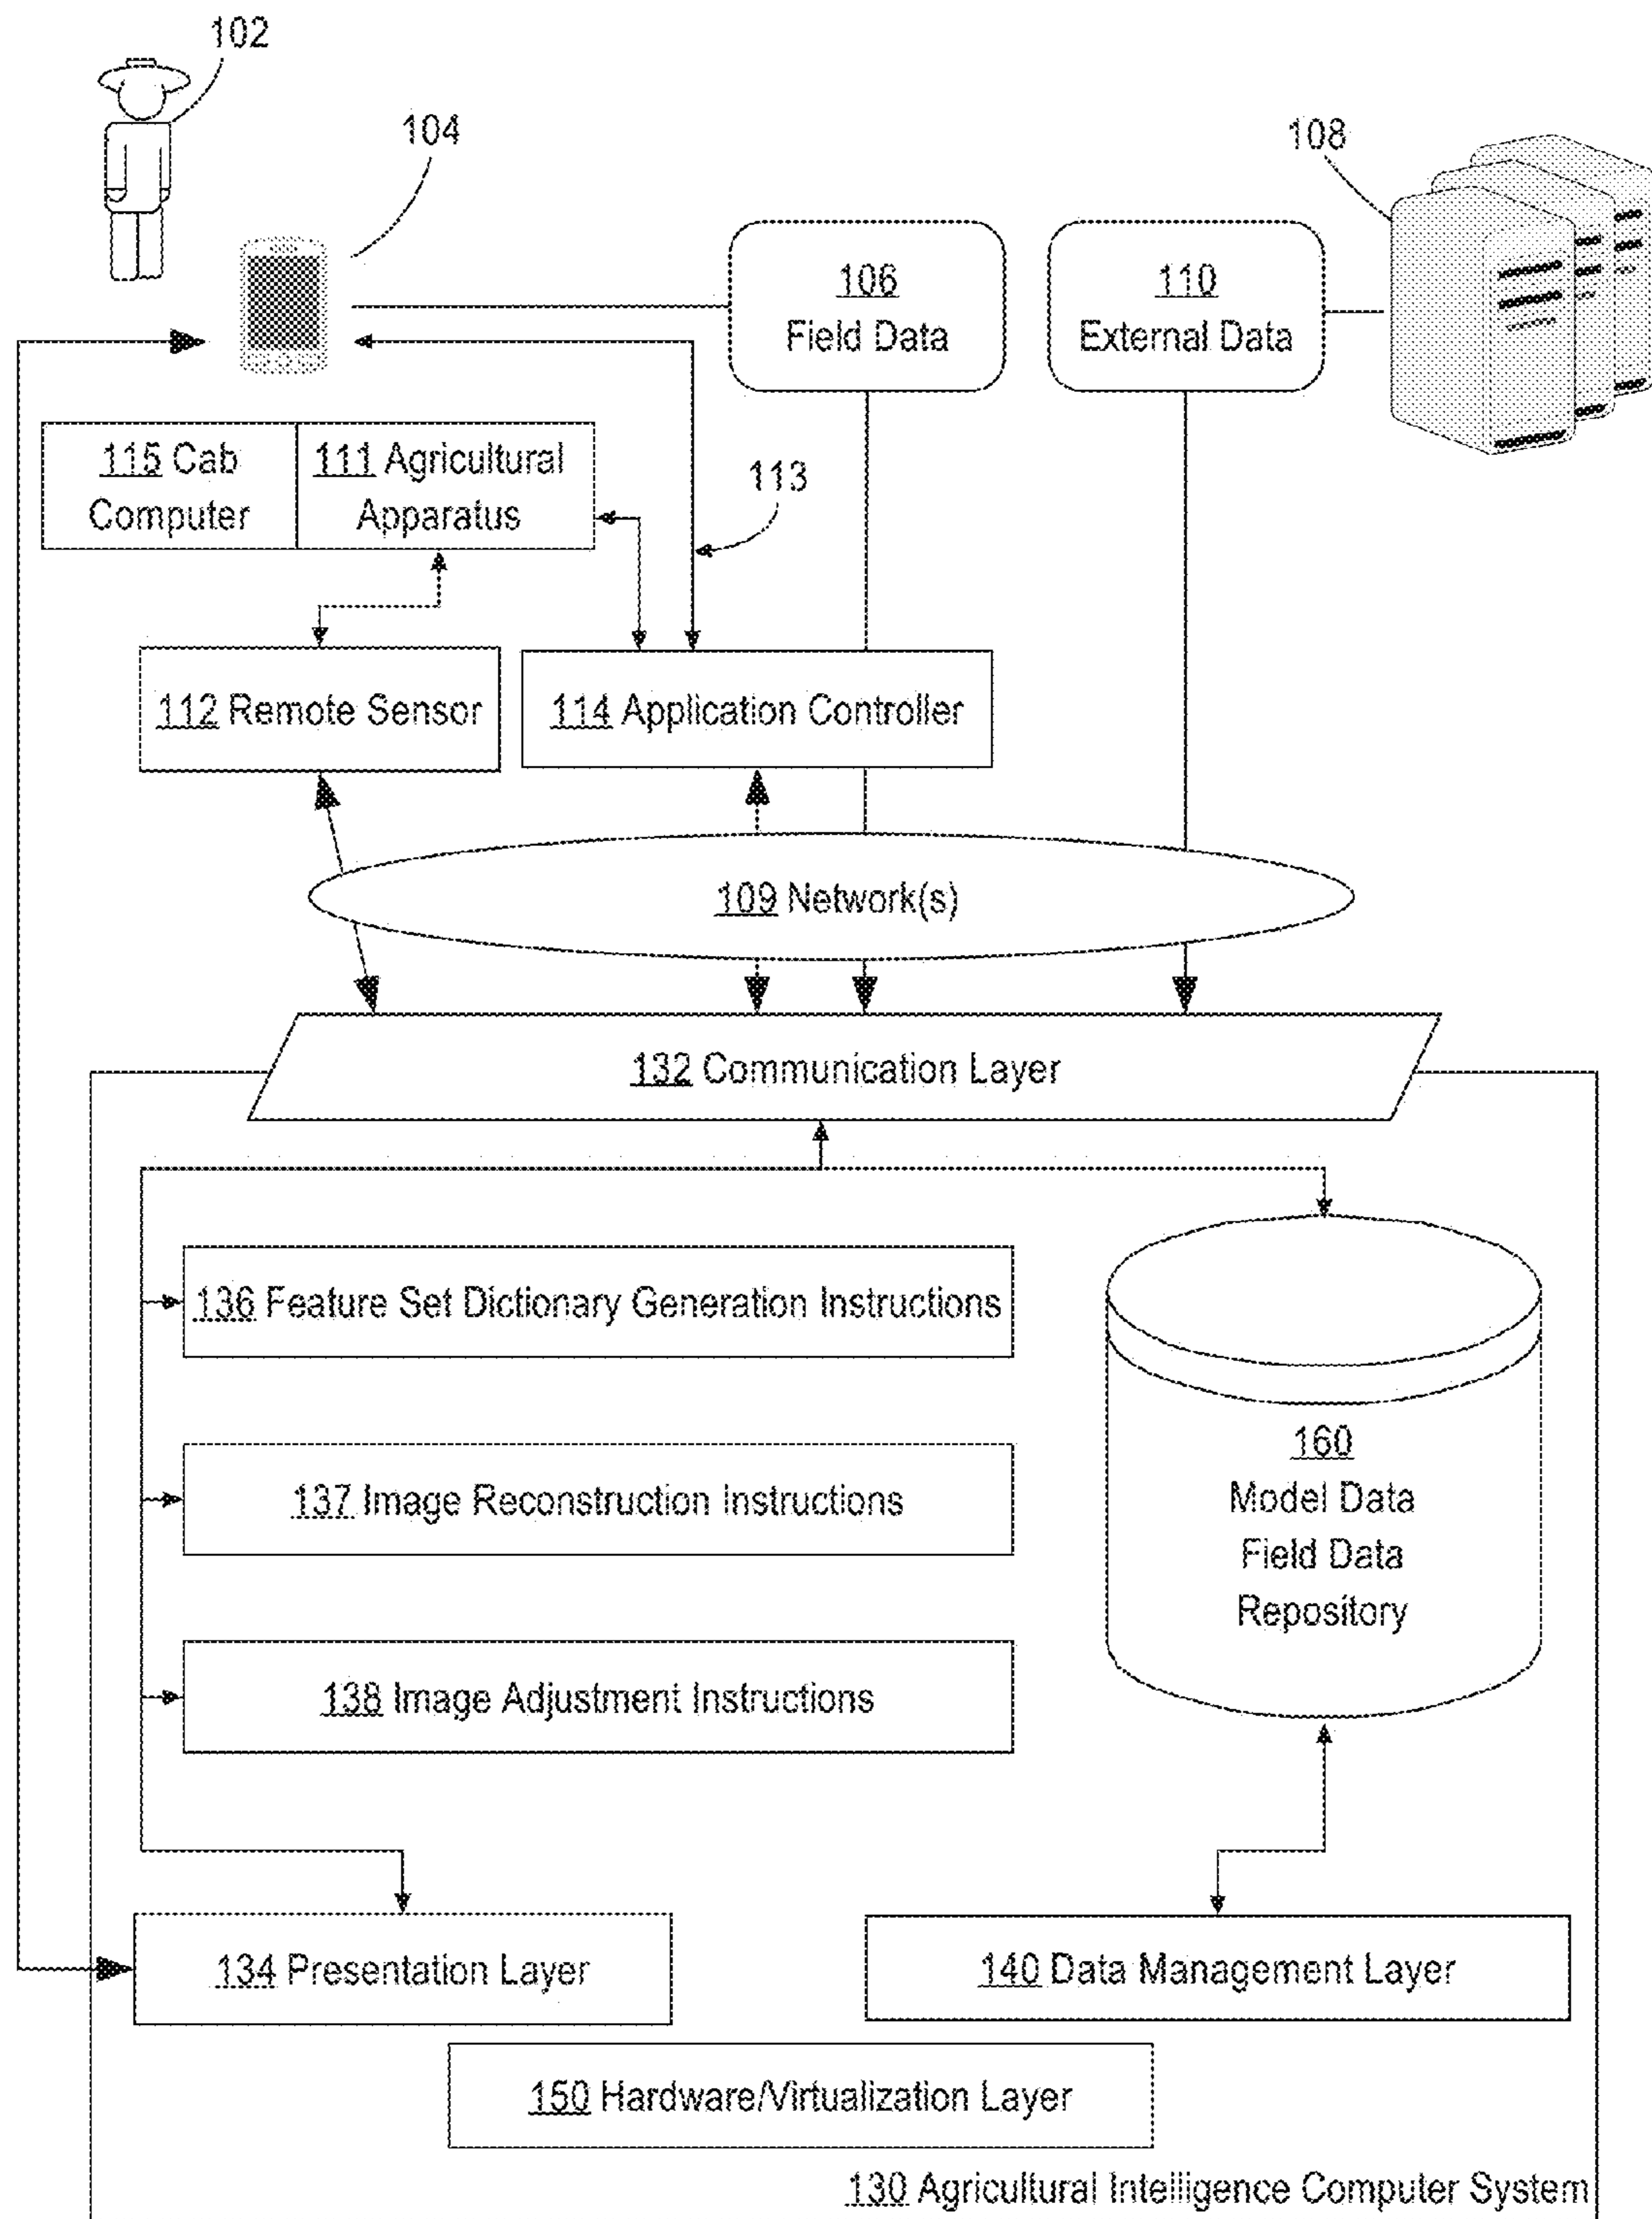 102
104
108
106
Field Data
110
External Data
115 Cab
Computer
111 Agricultural
Apparatus
113
112 Remote Sensor
114 Application Controller
109 Network(s)
132 Communication Layer
136 Feature Set Dictionary Generation Instructions
137 Image Reconstruction Instructions
138 Image Adjustment Instructions
160
Model Data
Field Data
Repository
134 Presentation Layer
140 Data Management Layer
150 Hardware/Virtualization Layer
130 Agricultural Intelligence Computer System